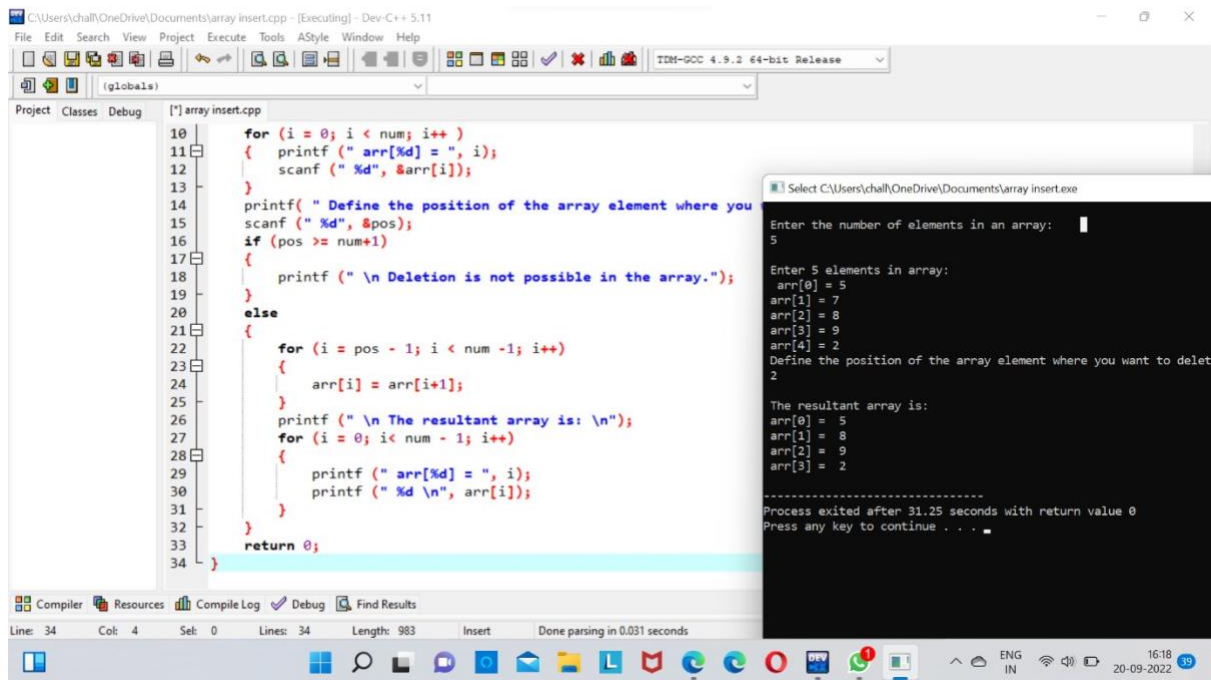 C:\Users\chall\OneDrive\Documents\array insert.cpp - [Executing] - Dev-C++ 5.11
File Edit Search View Project Execute Tools AStyle Window Help
TDM-GCC 4.9.2 64-bit Release
(globals)
Project Classes Debug
[*] array insert.cpp
10 for (i = 0; i < num; i++ )
11 { printf (" arr[%d] = ", i);
12 scanf (" %d", &arr[i]);
13 }
14 printf( " Define the position of the array element where you
15 scanf (" %d", &pos);
16 if (pos >= num+1)
17 {
18 printf (" \n Deletion is not possible in the array.");
19 }
20 else
21 {
22 for (i = pos - 1; i < num -1; i++)
23 {
24 arr[i] = arr[i+1];
25 }
26 printf (" \n The resultant array is: \n");
27 for (i = 0; i< num - 1; i++)
28 {
29 printf (" arr[%d] = ", i);
30 printf (" %d \n", arr[i]);
31 }
32 }
33 return 0;
34 }
Select C:\Users\chall\OneDrive\Documents\array insert.exe
Enter the number of elements in an array:
5
Enter 5 elements in array:
arr[0] = 5
arr[1] = 7
arr[2] = 8
arr[3] = 9
arr[4] = 2
Define the position of the array element where you want to delet
2
The resultant array is:
arr[0] = 5
arr[1] = 8
arr[2] = 9
arr[3] = 2
--------------------------------
Process exited after 31.25 seconds with return value 0
Press any key to continue . . .
Compiler Resources Compile Log Debug Find Results
Line: 34 Col: 4 Sel: 0 Lines: 34 Length: 983 Insert Done parsing in 0.031 seconds
L DEV 1
ENG
IN
16:18
20-09-2022
39